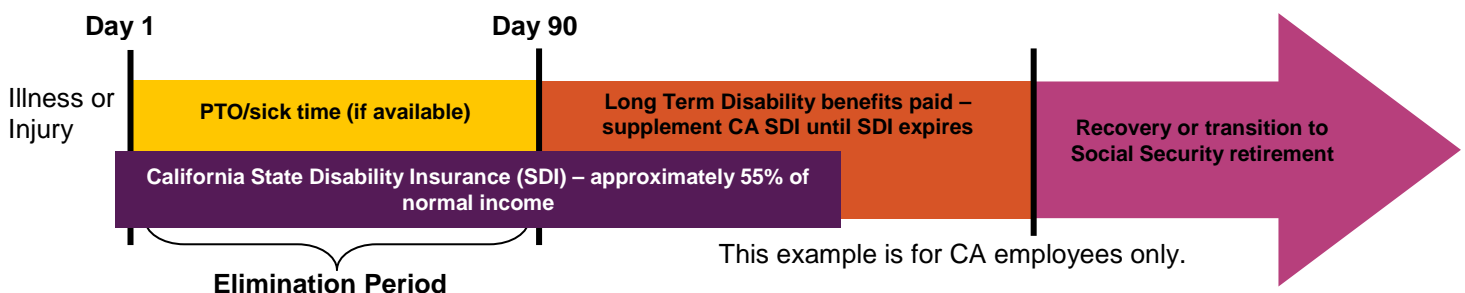 Day 1
Day 90
Illness or
Injury
PTO/sick time (if available)
Long Term Disability benefits paid –
supplement CA SDI until SDI expires
Recovery or transition to
Social Security retirement
California State Disability Insurance (SDI) – approximately 55% of
normal income
This example is for CA employees only.
Elimination Period